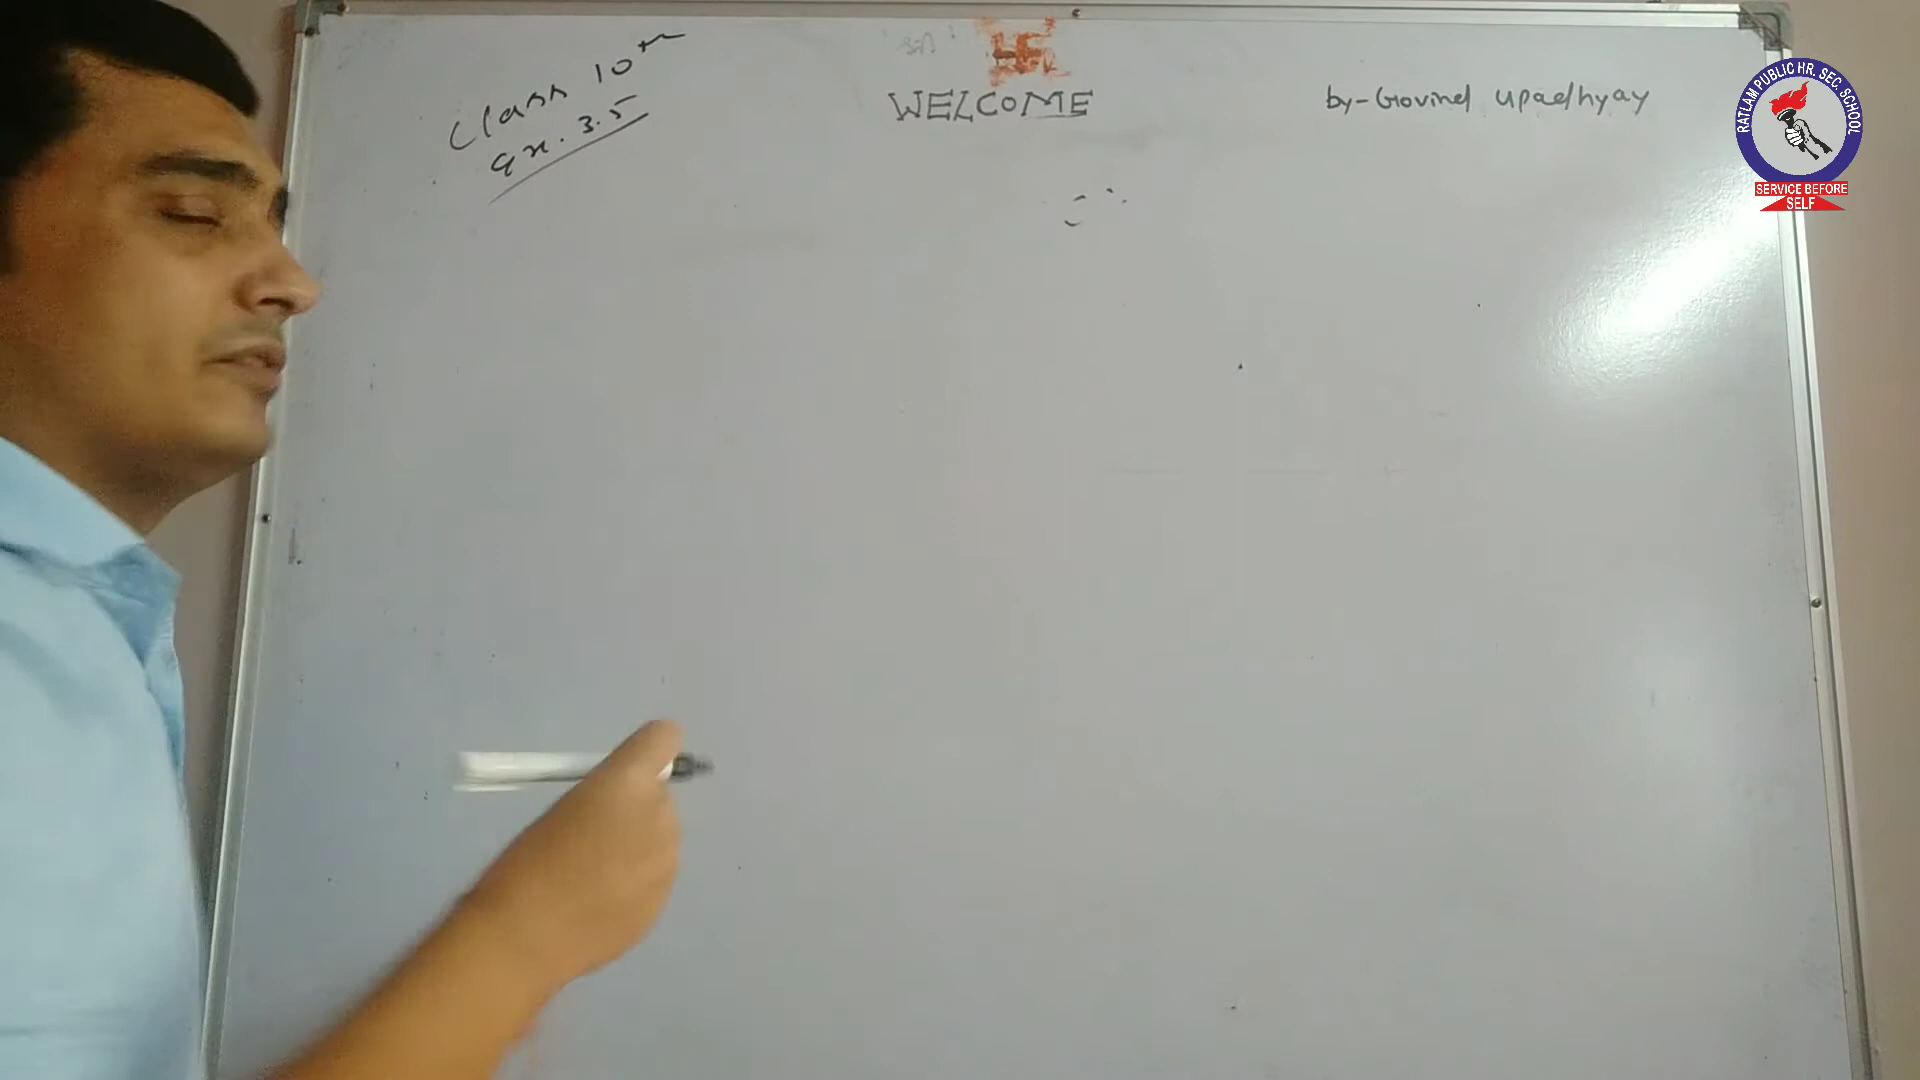 Class 10th
ex. 3.5
WELCOME
by-Govind Upadhyay
RATLAM PUBLIC HR. SEC. SCHOOL
SERVICE BEFORE
SELF